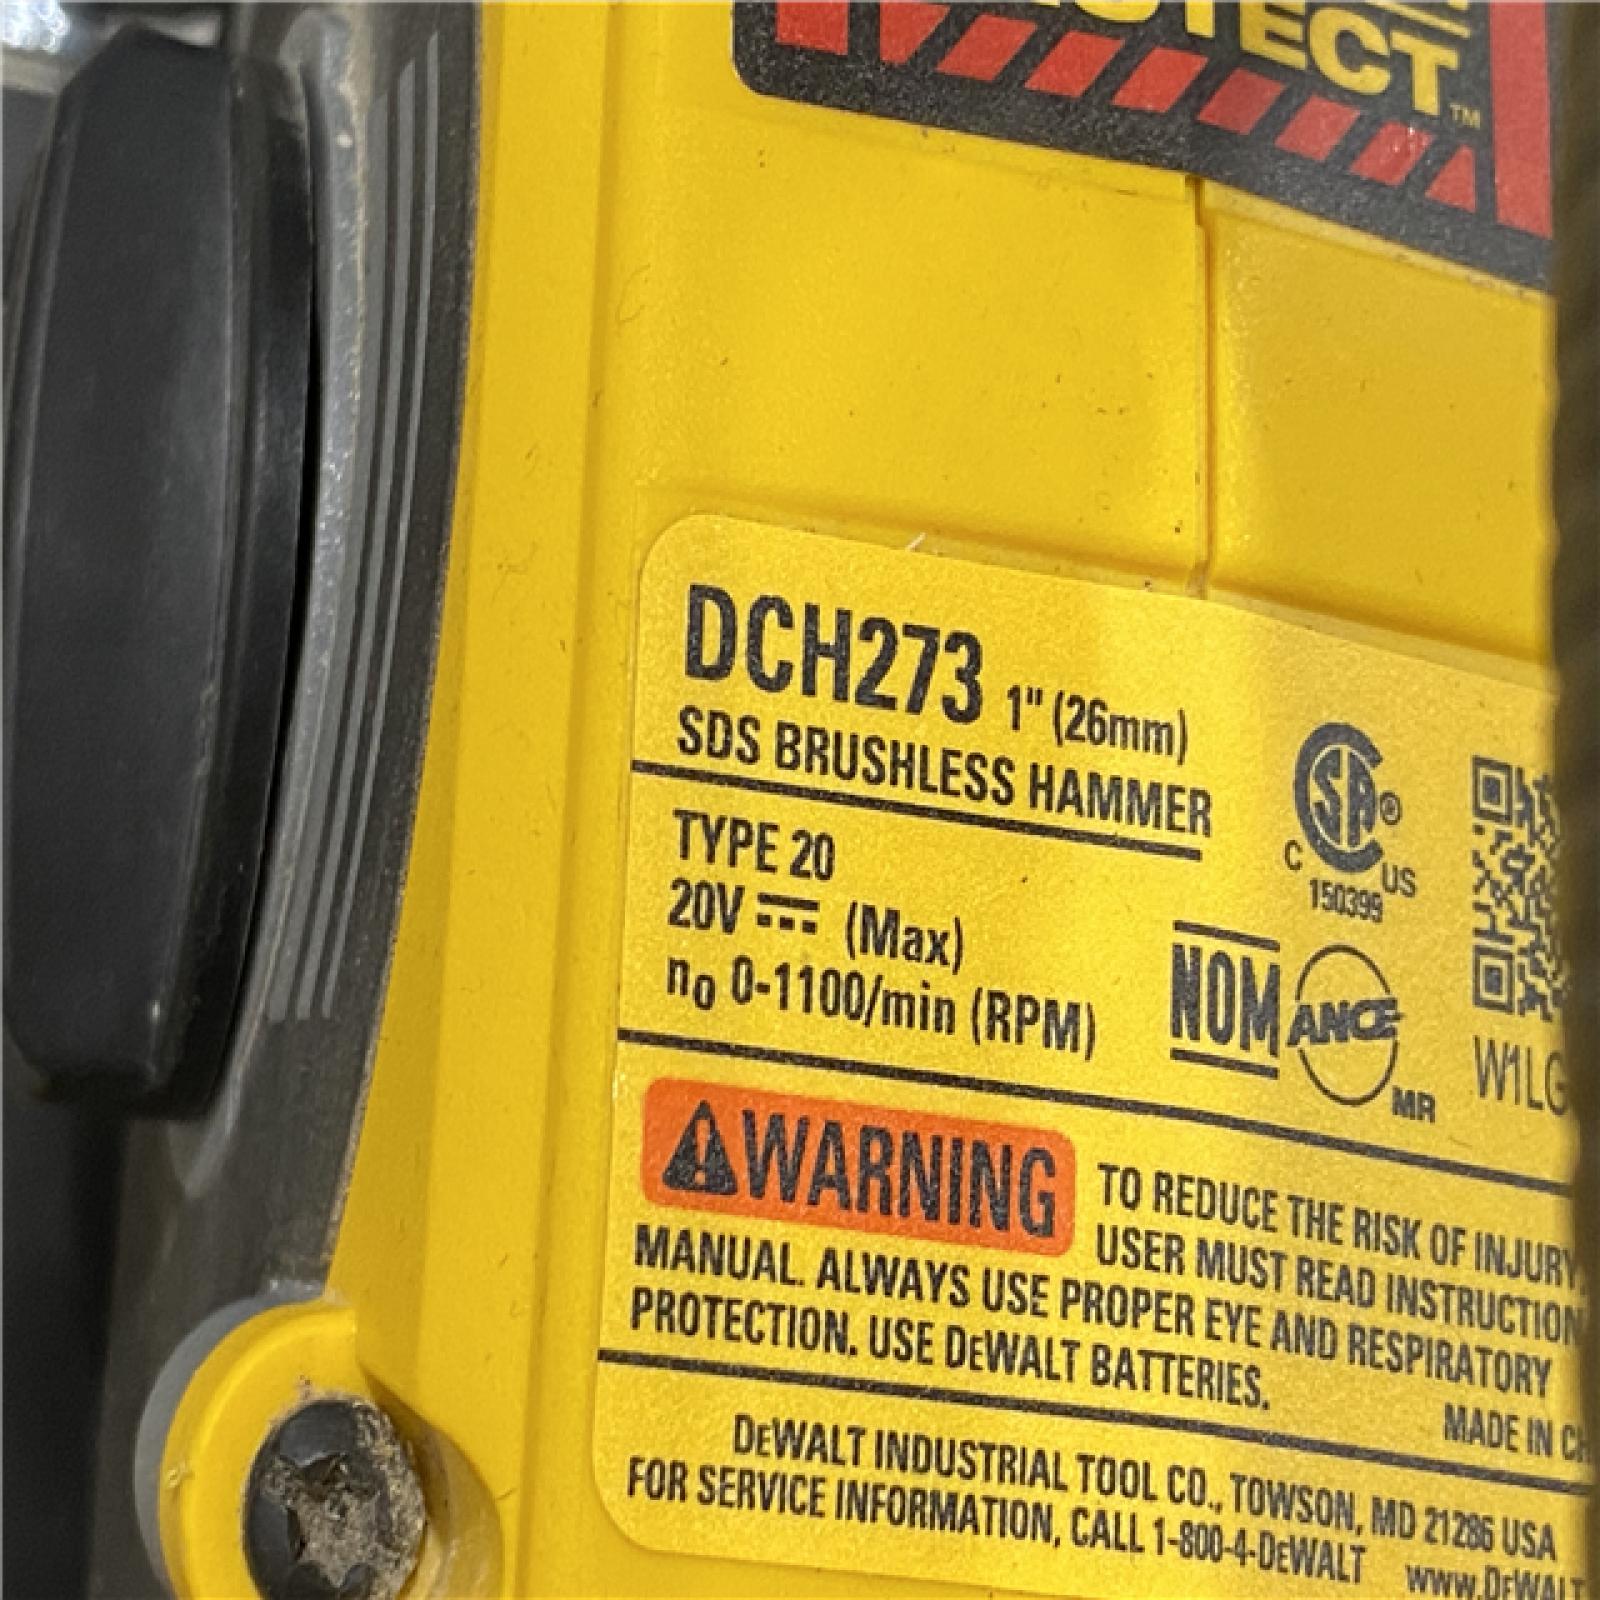 TECT™
DCH273 1" (26mm)
SDS BRUSHLESS HAMMER
TYPE 20
20V ⎓ (Max)
n₀ 0-1100/min (RPM)
CSA®
C US
150399
NOM ANCE
MR
W1LG
⚠WARNING TO REDUCE THE RISK OF INJURY,
USER MUST READ INSTRUCTION
MANUAL. ALWAYS USE PROPER EYE AND RESPIRATORY
PROTECTION. USE DEWALT BATTERIES.
MADE IN
DEWALT INDUSTRIAL TOOL CO., TOWSON, MD 21286 USA
FOR SERVICE INFORMATION, CALL 1-800-4-DEWALT www.DEWALT